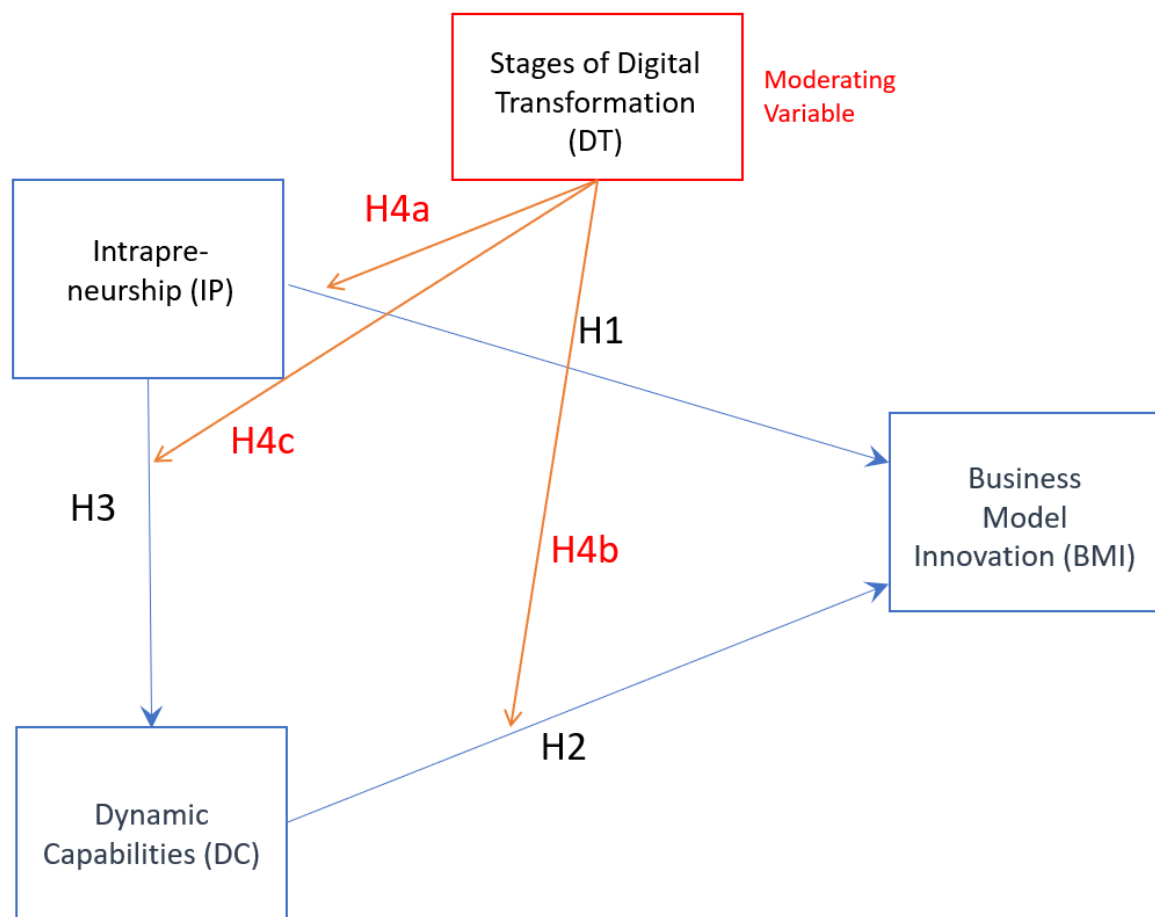 Stages of Digital
Transformation
(DT)
Moderating
Variable
H4a
Intrapre-
neurship (IP)
H1
H4c
H3
H4b
Business
Model
Innovation (BMI)
H2
Dynamic
Capabilities (DC)